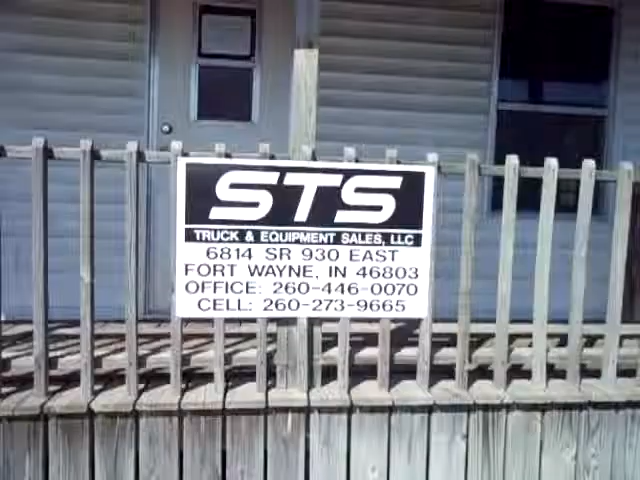 STS
TRUCK & EQUIPMENT SALES, LLC
6814 SR 930 EAST
FORT WAYNE, IN 46803
OFFICE: 260-446-0070
CELL: 260-273-9665